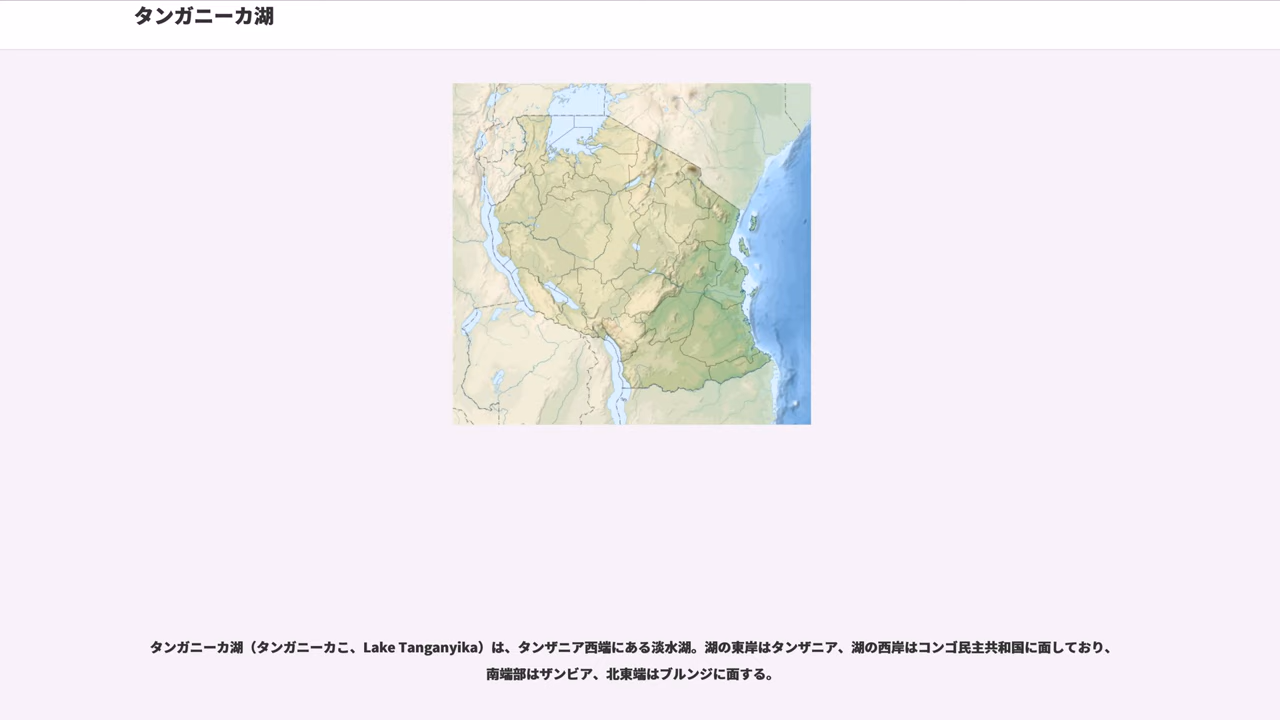 タンガニーカ湖
タンガニーカ湖（タンガニーカこ、Lake Tanganyika）は、タンザニア西端にある淡水湖。湖の東岸はタンザニア、湖の西岸はコンゴ民主共和国に面しており、
南端部はザンビア、北東端はブルンジに面する。